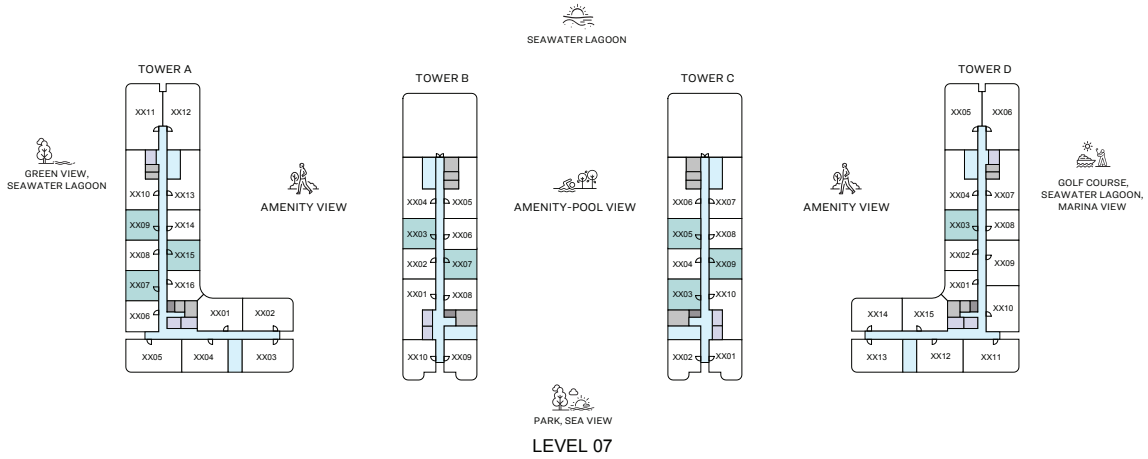 SEAWATER LAGOON
TOWER A
TOWER B
TOWER C
TOWER D
XX11 XX12
XX05 XX06
GREEN VIEW,
SEAWATER LAGOON
XX10 XX13
XX09 XX14
XX08 XX15
XX07 XX16
XX06 XX01 XX02
XX05 XX04 XX03
AMENITY VIEW
XX04 XX05
XX03 XX06
XX02 XX07
XX01 XX08
XX10 XX09
AMENITY-POOL VIEW
XX06 XX07
XX05 XX08
XX04 XX09
XX03 XX10
XX02 XX01
AMENITY VIEW
XX04 XX07
XX03 XX08
XX02 XX09
XX01
XX10
XX14 XX15
XX13 XX12 XX11
GOLF COURSE,
SEAWATER LAGOON,
MARINA VIEW
PARK, SEA VIEW
LEVEL 07